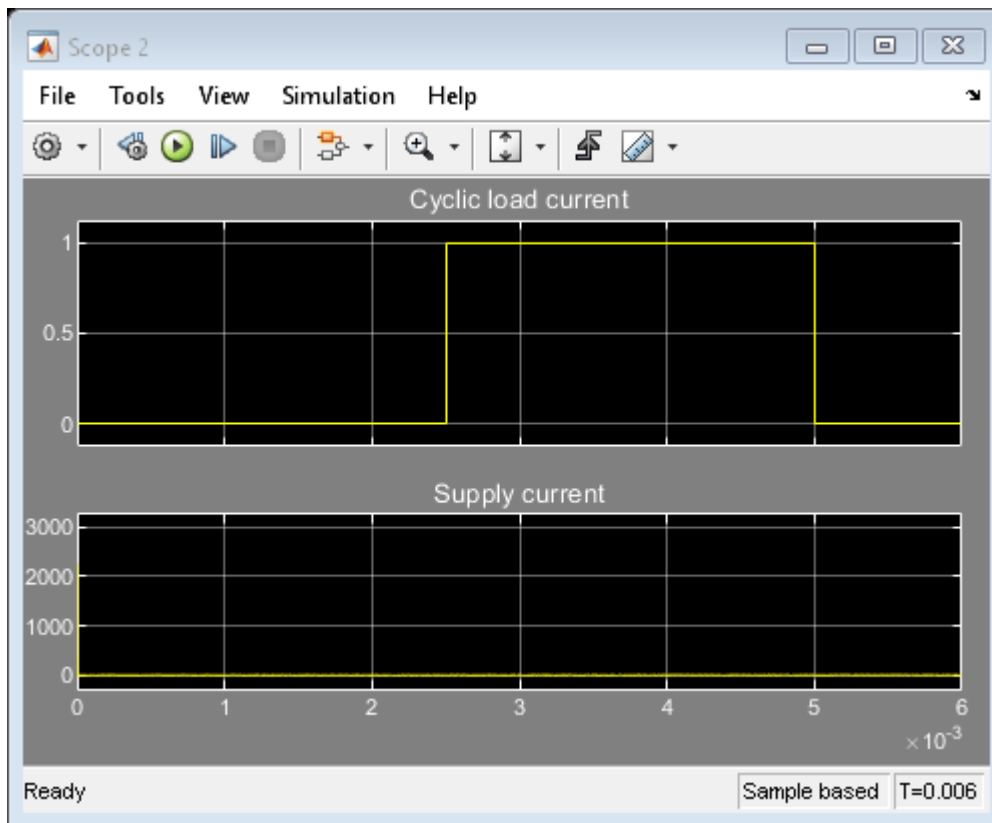 Scope 2
File Tools View Simulation Help
Cyclic load current
1
0.5
0
Supply current
3000
2000
1000
0
0 1 2 3 4 5 6
×10⁻³
Ready Sample based T=0.006